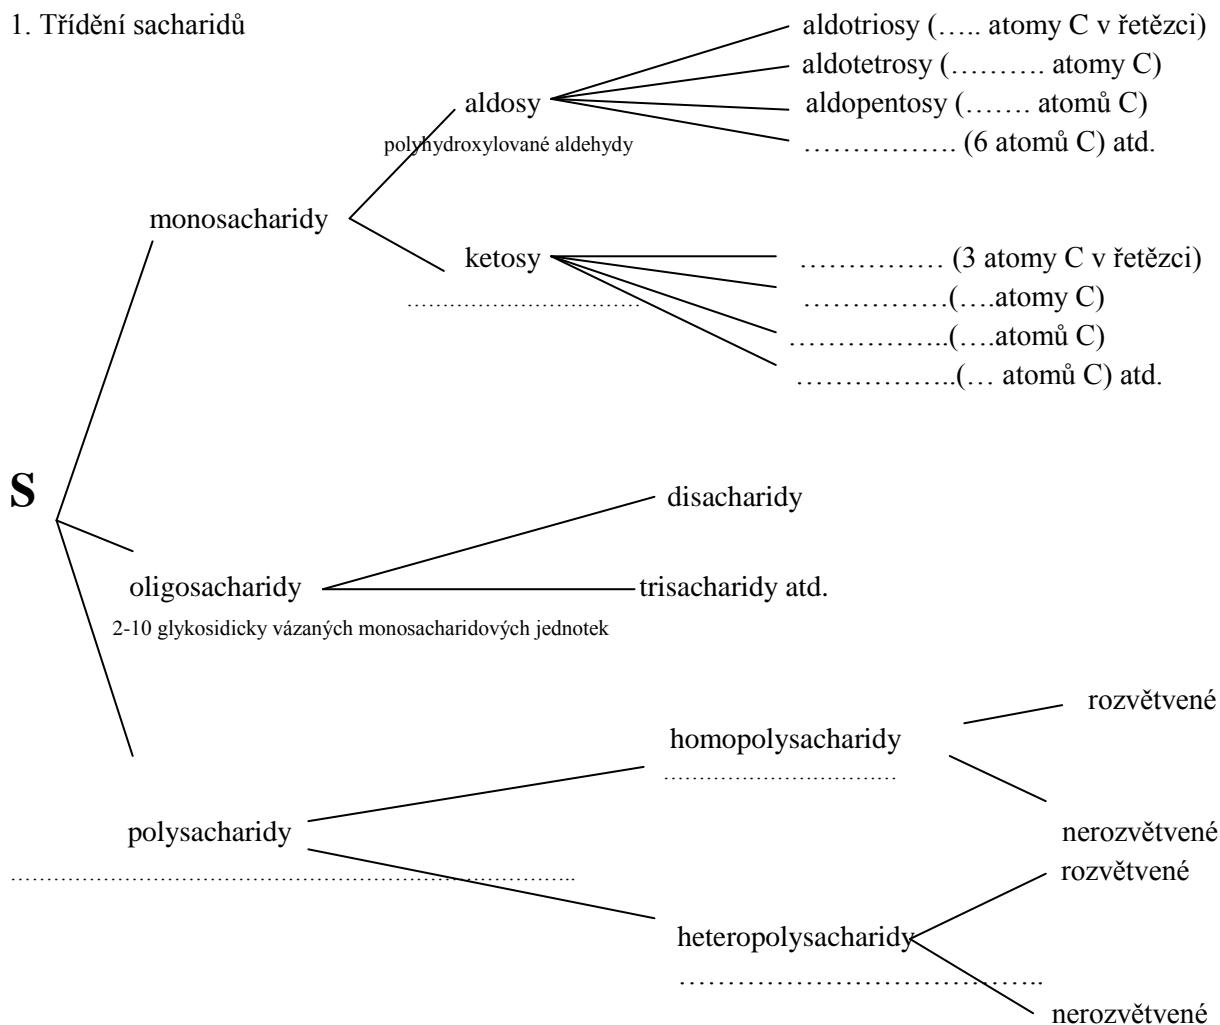 1. Třídění sacharidů
aldotriosy (….. atomy C v řetězci)
aldotetrosy (………. atomy C)
aldosy
aldopentosy (……. atomů C)
polyhydroxylované aldehydy
……………. (6 atomů C) atd.
monosacharidy
ketosy
…………… (3 atomy C v řetězci)
……………………………
……………(….atomy C)
……………..(….atomů C)
……………..(… atomů C) atd.
S
disacharidy
oligosacharidy
trisacharidy atd.
2-10 glykosidicky vázaných monosacharidových jednotek
rozvětvené
homopolysacharidy
……………………………
polysacharidy
nerozvětvené
rozvětvené
……………………………………………………………………..
heteropolysacharidy
………………………………..
nerozvětvené